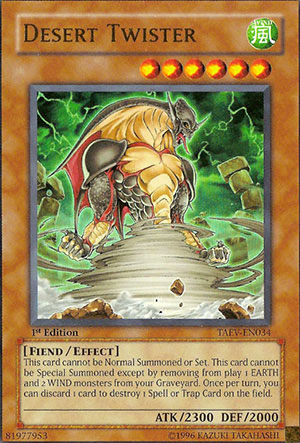 DESERT TWISTER
WIND
風
1st Edition
TAEV-EN034
[FIEND / EFFECT]
This card cannot be Normal Summoned or Set. This card cannot
be Special Summoned except by removing from play 1 EARTH
and 2 WIND monsters from your Graveyard. Once per turn, you
can discard 1 card to destroy 1 Spell or Trap Card on the field.
ATK/2300 DEF/2000
81977953
©1996 KAZUKI TAKAHASHI